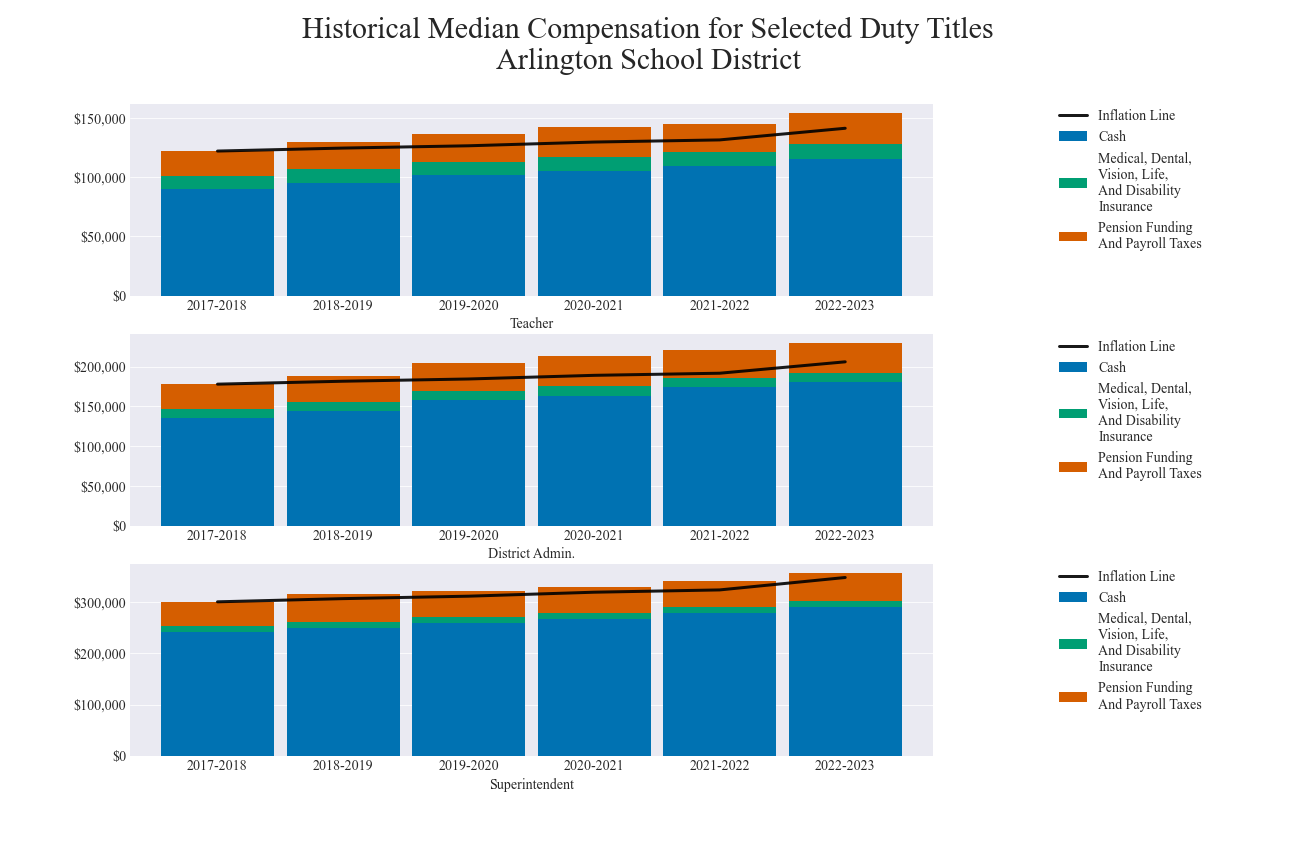 Historical Median Compensation for Selected Duty Titles
Arlington School District
$150,000
$100,000
$50,000
$0
2017-2018 2018-2019 2019-2020 2020-2021 2021-2022 2022-2023
Teacher
Inflation Line
Cash
Medical, Dental,
Vision, Life,
And Disability
Insurance
Pension Funding
And Payroll Taxes
$200,000
$150,000
$100,000
$50,000
$0
2017-2018 2018-2019 2019-2020 2020-2021 2021-2022 2022-2023
District Admin.
Inflation Line
Cash
Medical, Dental,
Vision, Life,
And Disability
Insurance
Pension Funding
And Payroll Taxes
$300,000
$200,000
$100,000
$0
2017-2018 2018-2019 2019-2020 2020-2021 2021-2022 2022-2023
Superintendent
Inflation Line
Cash
Medical, Dental,
Vision, Life,
And Disability
Insurance
Pension Funding
And Payroll Taxes